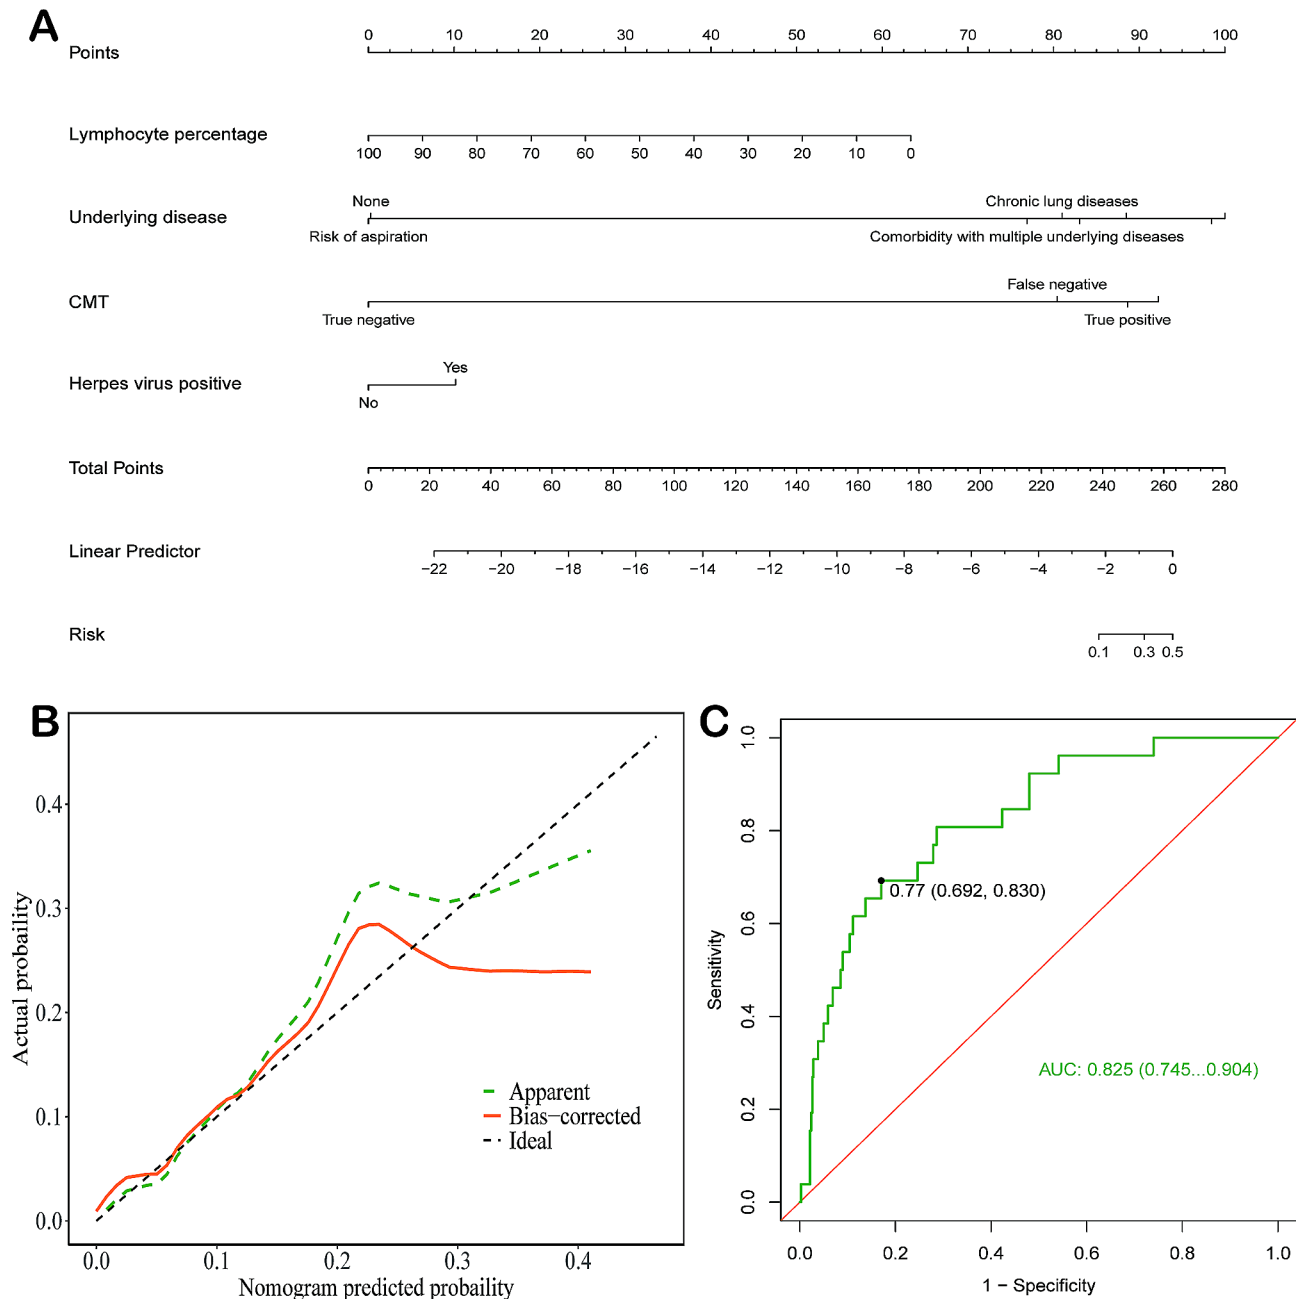 A
Points
0 10 20 30 40 50 60 70 80 90 100
Lymphocyte percentage
100 90 80 70 60 50 40 30 20 10 0
None Chronic lung diseases
Underlying disease
Risk of aspiration Comorbidity with multiple underlying diseases
False negative
CMT
True negative True positive
Yes
Herpes virus positive
No
Total Points
0 20 40 60 80 100 120 140 160 180 200 220 240 260 280
Linear Predictor
−22 −20 −18 −16 −14 −12 −10 −8 −6 −4 −2 0
Risk
0.1 0.3 0.5
B
Actual probaility
0.4
0.3
0.2
0.1
0.0
Apparent
Bias−corrected
Ideal
0.0 0.1 0.2 0.3 0.4
Nomogram predicted probaility
C
Sensitivity
1.0
0.8
0.6
0.4
0.2
0.0
0.77 (0.692, 0.830)
AUC: 0.825 (0.745...0.904)
0.0 0.2 0.4 0.6 0.8 1.0
1 − Specificity